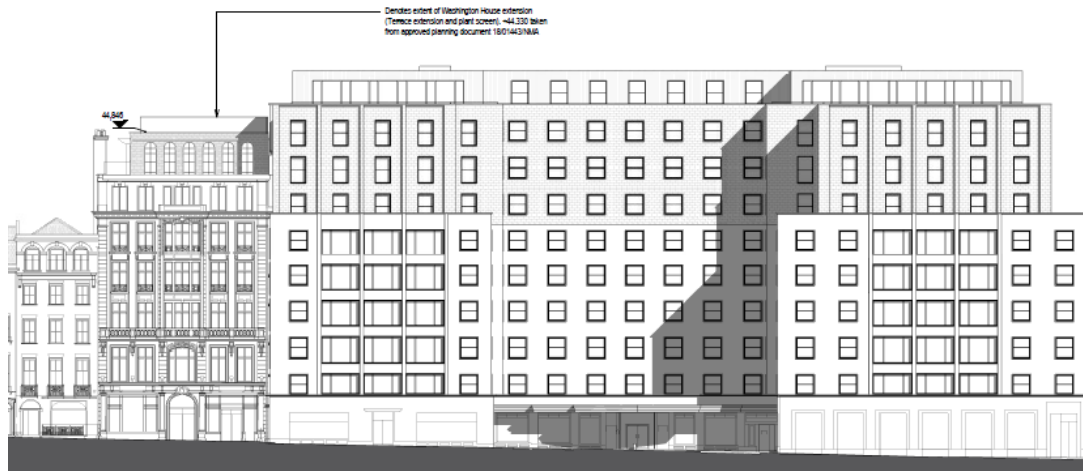 Denotes extent of Washington House extension
(Terrace extension and plant screen). +44.330 taken
from approved planning document 18/01443/NMA
44,846